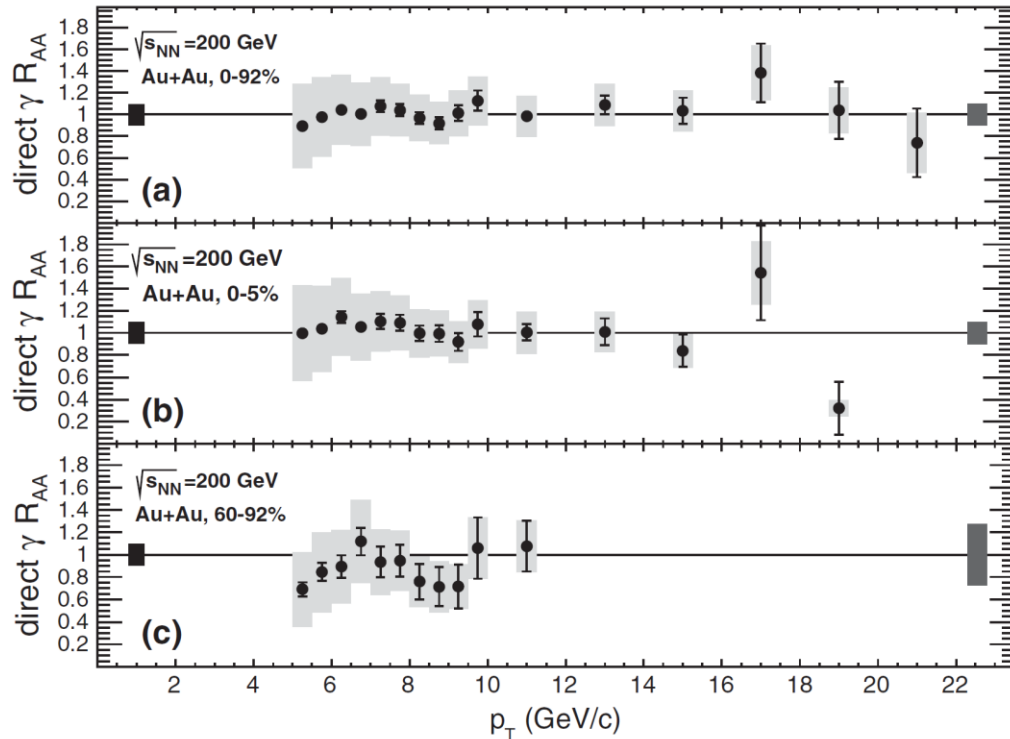 direct γ R_AA
1.8
1.6
1.4
1.2
1
0.8
0.6
0.4
0.2
√s_NN =200 GeV
Au+Au, 0-92%
(a)
direct γ R_AA
1.8
1.6
1.4
1.2
1
0.8
0.6
0.4
0.2
√s_NN =200 GeV
Au+Au, 0-5%
(b)
direct γ R_AA
1.8
1.6
1.4
1.2
1
0.8
0.6
0.4
0.2
√s_NN =200 GeV
Au+Au, 60-92%
(c)
2 4 6 8 10 12 14 16 18 20 22
p_T (GeV/c)